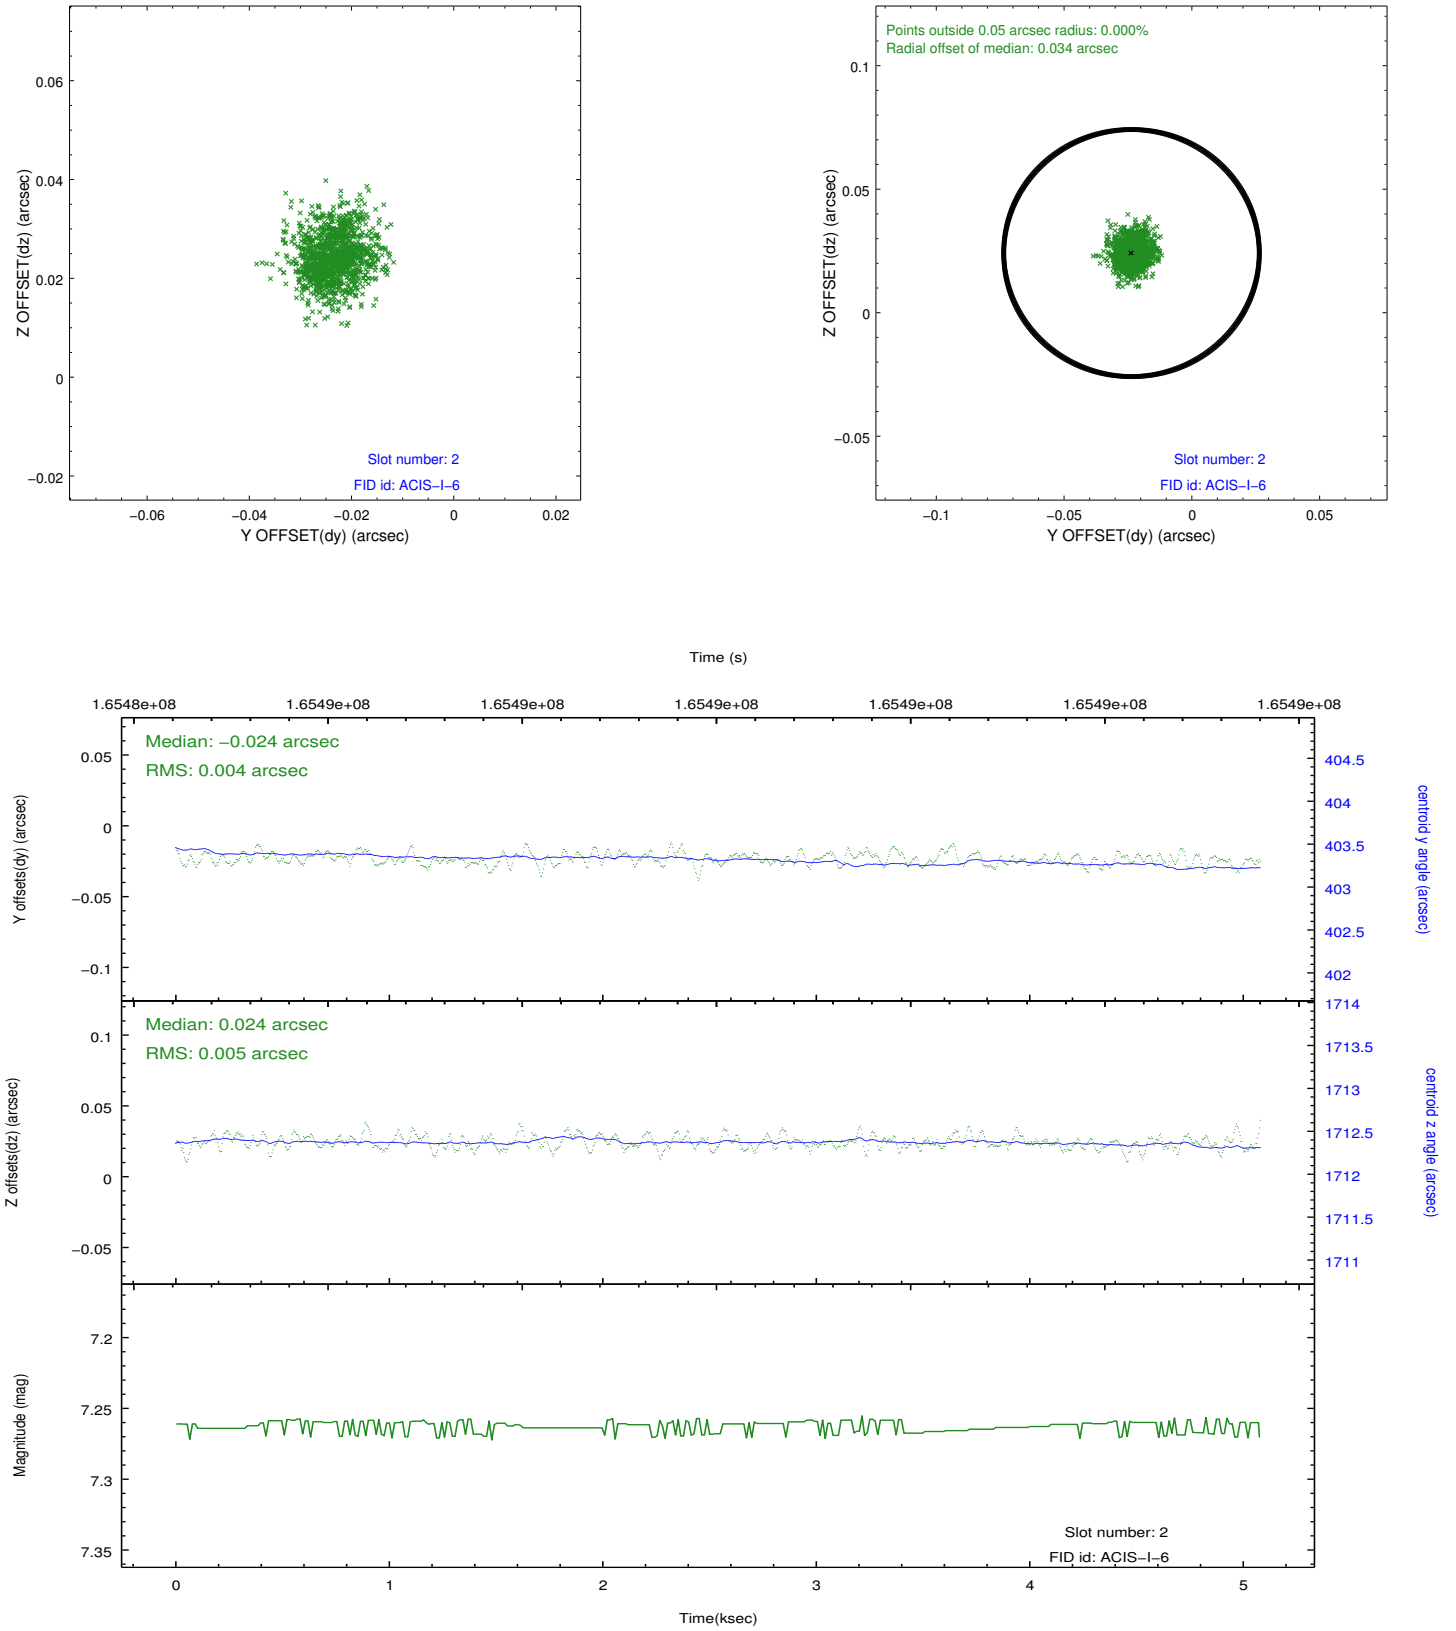 0.06
0.04
0.02
0
−0.02
Z OFFSET(dz) (arcsec)
Slot number: 2
FID id: ACIS−I−6
−0.06
−0.04
−0.02
0
0.02
Y OFFSET(dy) (arcsec)
Points outside 0.05 arcsec radius: 0.000%
Radial offset of median: 0.034 arcsec
0.1
0.05
0
−0.05
Z OFFSET(dz) (arcsec)
Slot number: 2
FID id: ACIS−I−6
−0.1
−0.05
0
0.05
Y OFFSET(dy) (arcsec)
Time (s)
1.6548e+08
1.6549e+08
1.6549e+08
1.6549e+08
1.6549e+08
1.6549e+08
1.6549e+08
Median: −0.024 arcsec
RMS: 0.004 arcsec
0.05
0
−0.05
−0.1
Y offsets(dy) (arcsec)
404.5
404
403.5
403
402.5
402
centroid y angle (arcsec)
Median: 0.024 arcsec
RMS: 0.005 arcsec
0.1
0.05
0
−0.05
Z offsets(dz) (arcsec)
1714
1713.5
1713
1712.5
1712
1711.5
1711
centroid z angle (arcsec)
7.2
7.25
7.3
7.35
Magnitude (mag)
Slot number: 2
FID id: ACIS−I−6
0
1
2
3
4
5
Time(ksec)